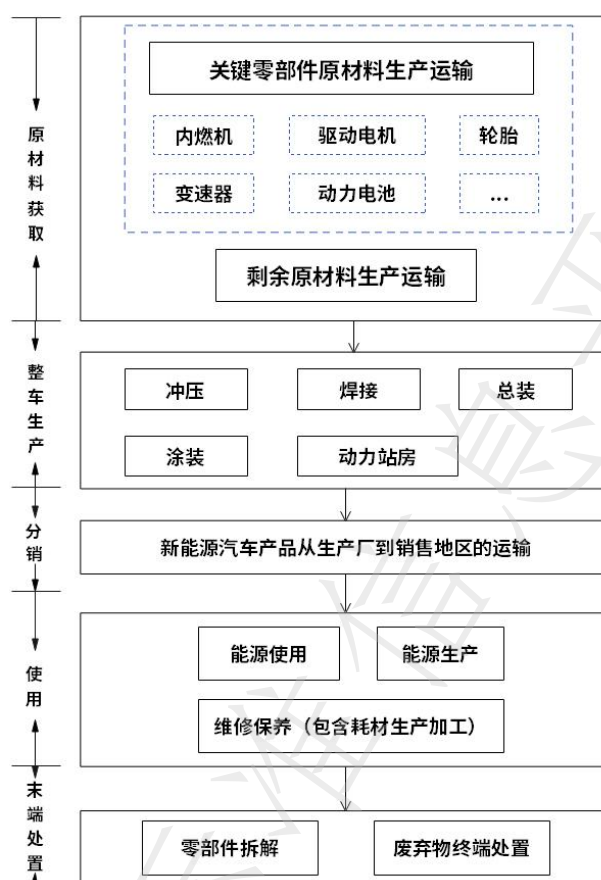 原材料获取
关键零部件原材料生产运输
内燃机
驱动电机
轮胎
变速器
动力电池
...
剩余原材料生产运输
整车生产
冲压
焊接
总装
涂装
动力站房
分销
新能源汽车产品从生产厂到销售地区的运输
使用
能源使用
能源生产
维修保养（包含耗材生产加工）
末端处置
零部件拆解
废弃物终端处置